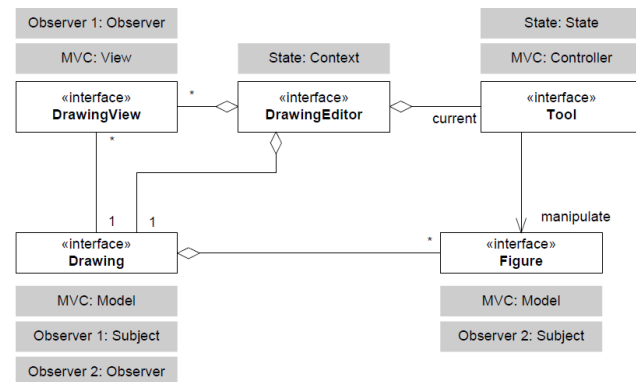 Observer 1: Observer
State: State
MVC: View
State: Context
MVC: Controller
«interface»
DrawingView
*
«interface»
DrawingEditor
current
«interface»
Tool
*
1
1
manipulate
«interface»
Drawing
*
«interface»
Figure
MVC: Model
MVC: Model
Observer 1: Subject
Observer 2: Subject
Observer 2: Observer